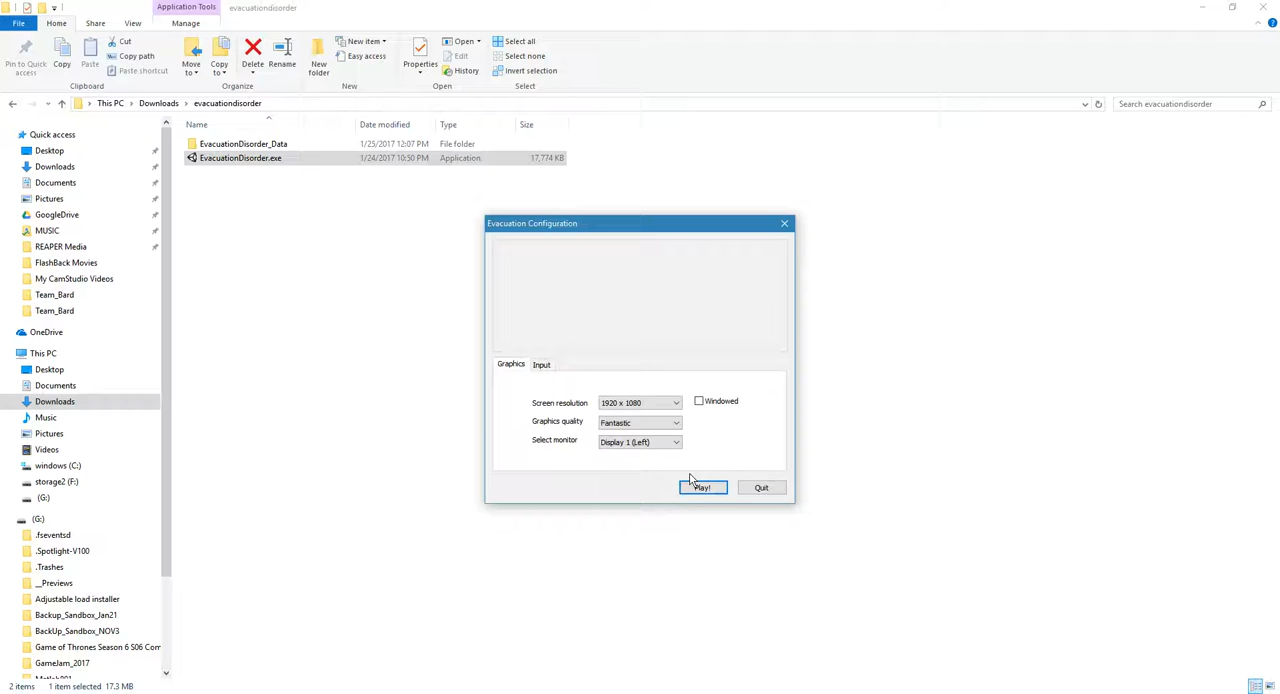 Application Tools
evacuationdisorder
File
Home
Share
View
Manage
Pin to Quick access
Copy
Paste
Cut
Copy path
Paste shortcut
Clipboard
Move to
Copy to
Delete
Rename
Organize
New folder
New item
Easy access
New
Properties
Open
Edit
History
Open
Select all
Select none
Invert selection
Select
This PC > Downloads > evacuationdisorder
Search evacuationdisorder
Name
Date modified
Type
Size
EvacuationDisorder_Data 1/25/2017 12:07 PM File folder
EvacuationDisorder.exe 1/24/2017 10:50 PM Application 17,774 KB
Quick access
Desktop
Downloads
Documents
Pictures
GoogleDrive
MUSIC
REAPER Media
FlashBack Movies
My CamStudio Videos
Team_Bard
Team_Bard
OneDrive
This PC
Desktop
Documents
Downloads
Music
Pictures
Videos
windows (C:)
storage2 (F:)
(G:)
(G:)
.fseventsd
.Spotlight-V100
.Trashes
__Previews
Adjustable load installer
Backup_Sandbox_Jan21
BackUp_Sandbox_NOV3
Game of Thrones Season 6 S06 Com
GameJam_2017
Evacuation Configuration
Graphics
Input
Screen resolution 1920 x 1080
Windowed
Graphics quality Fantastic
Select monitor Display 1 (Left)
Play!
Quit
2 items
1 item selected 17.3 MB